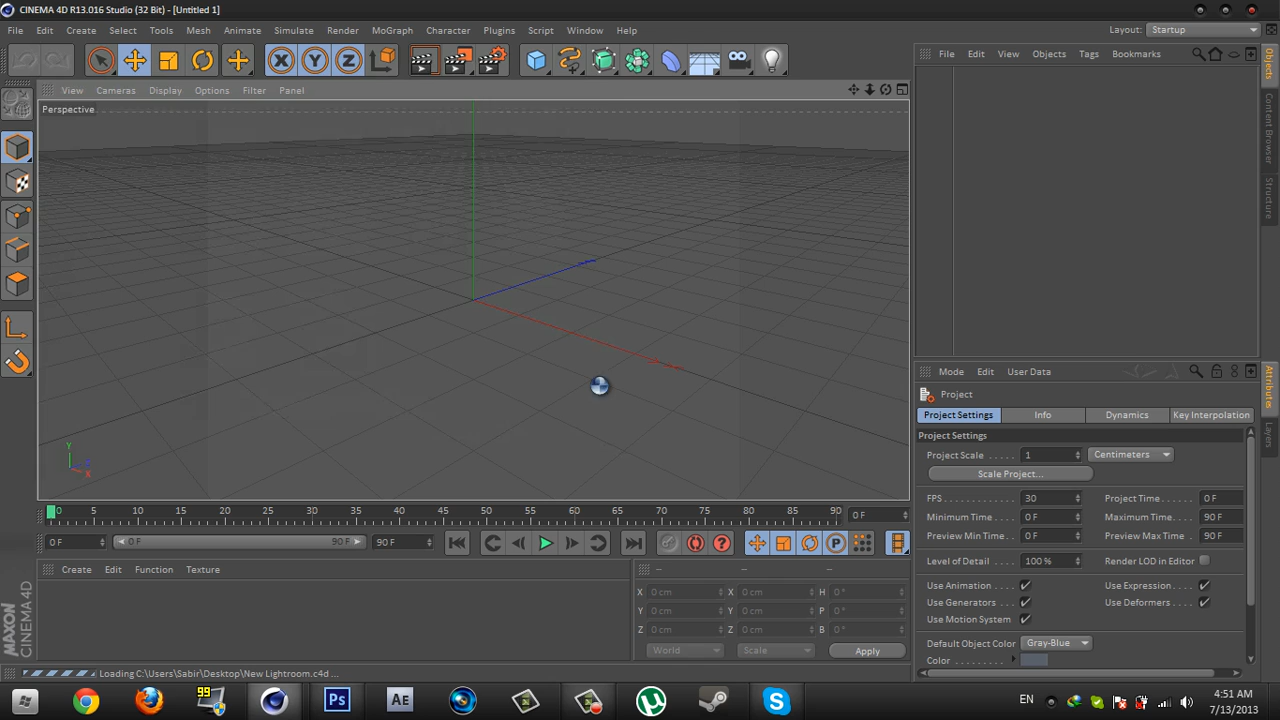 CINEMA 4D R13.016 Studio (32 Bit) - [Untitled 1]
File Edit Create Select Tools Mesh Animate Simulate Render MoGraph Character Plugins Script Window Help Layout: Startup
X Y Z
File Edit View Objects Tags Bookmarks
View Cameras Display Options Filter Panel
Perspective
Objects
Content Browser
Structure
Y
X
Mode Edit User Data
Attributes
Layers
Project
Project Settings Info Dynamics Key Interpolation
Project Settings
Project Scale ..... 1 Centimeters
Scale Project...
FPS 30 Project Time 0 F
Minimum Time 0 F Maximum Time 90 F
Preview Min Time 0 F Preview Max Time 90 F
Level of Detail 100 % Render LOD in Editor
Use Animation Use Expression
Use Generators Use Deformers
Use Motion System
Default Object Color Gray-Blue
Color
0 5 10 15 20 25 30 35 40 45 50 55 60 65 70 75 80 85 90 0 F
0 F 0 F 90 F 90 F
P
Create Edit Function Texture
-- -- --
X 0 cm X 0 cm H 0 °
Y 0 cm Y 0 cm P 0 °
Z 0 cm Z 0 cm B 0 °
World Scale Apply
MAXON
CINEMA 4D
Loading C:\Users\Sabir\Desktop\New Lightroom.c4d ...
99 Ps AE EN 4:51 AM
7/13/2013